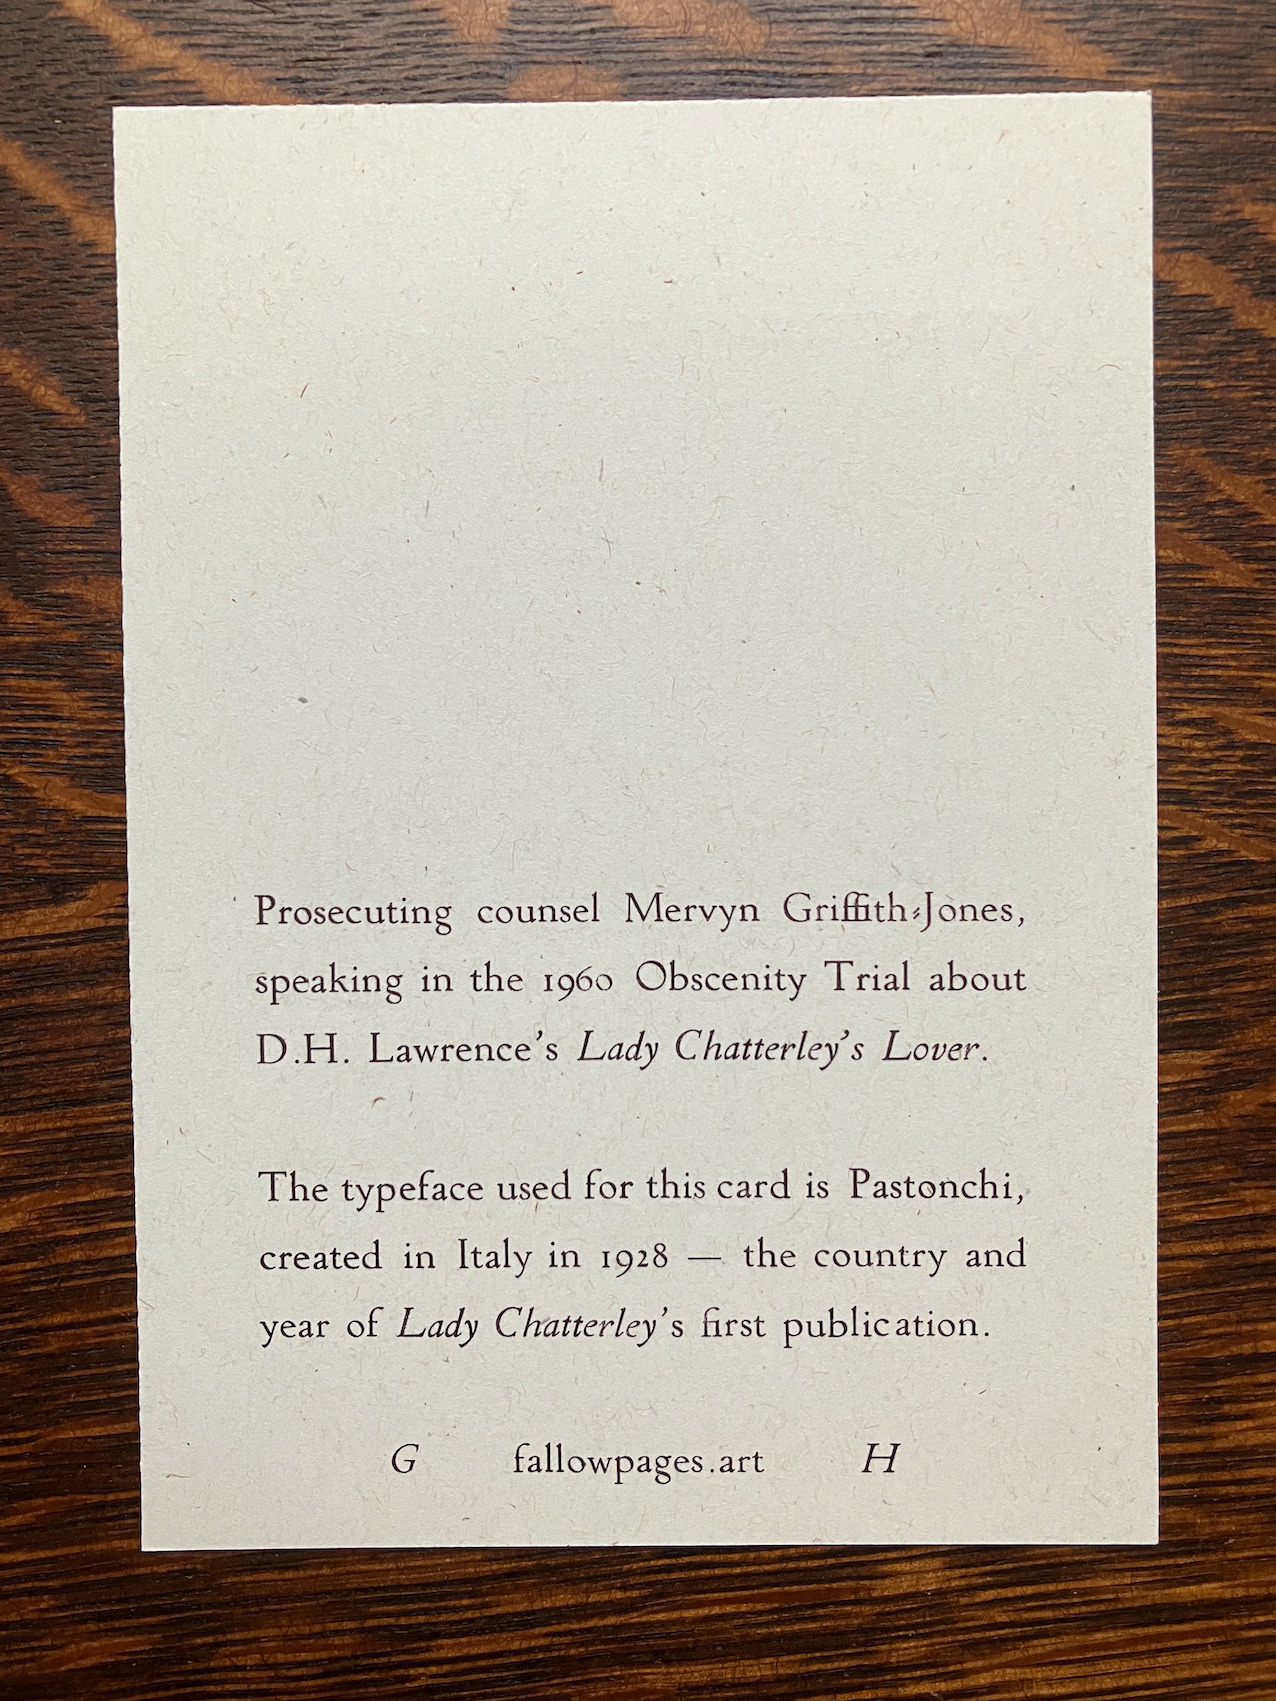 Prosecuting counsel Mervyn Griffith-Jones,
speaking in the 1960 Obscenity Trial about
D.H. Lawrence’s Lady Chatterley’s Lover.
The typeface used for this card is Pastonchi,
created in Italy in 1928 — the country and
year of Lady Chatterley’s first publication.
G fallowpages.art H